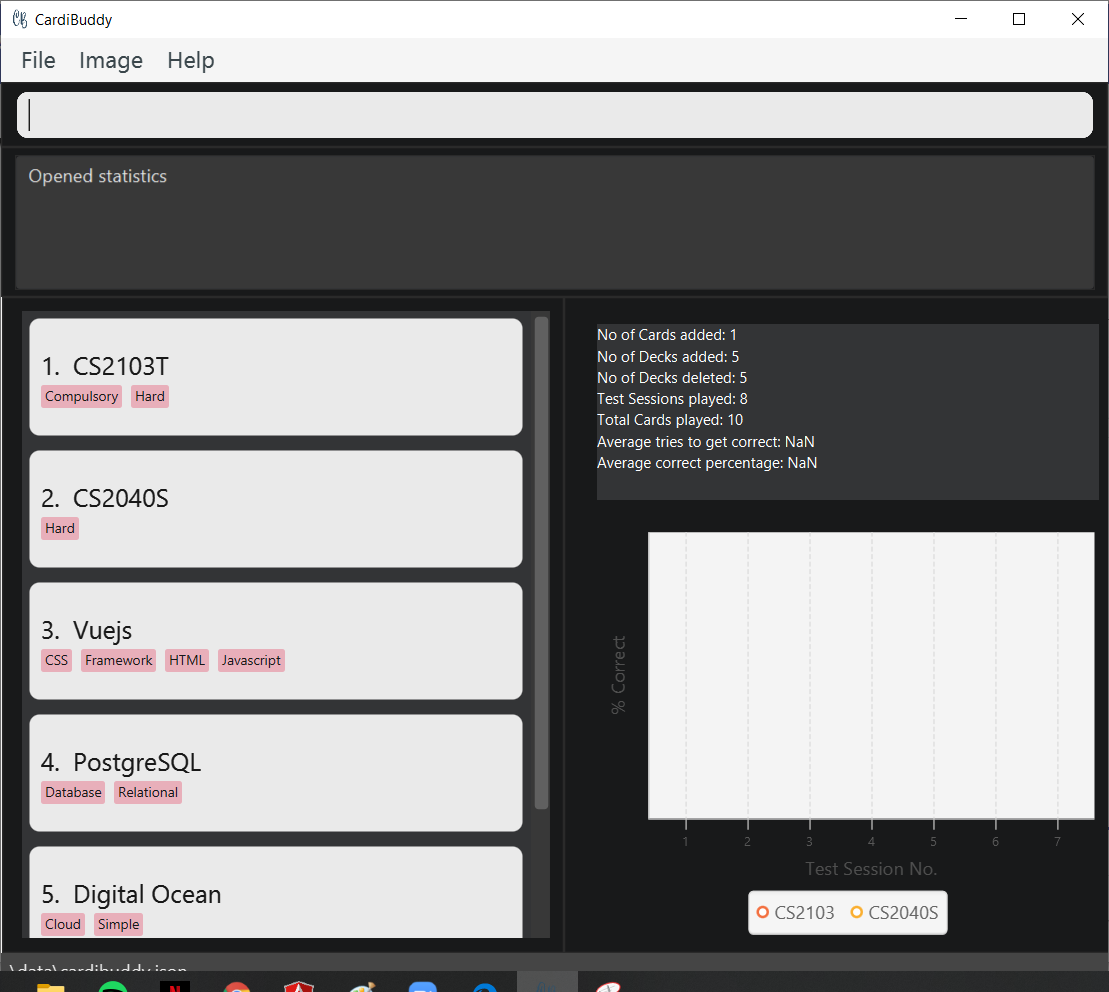 CardiBuddy
File Image Help
Opened statistics
1. CS2103T
Compulsory Hard
2. CS2040S
Hard
3. Vuejs
CSS Framework HTML Javascript
4. PostgreSQL
Database Relational
5. Digital Ocean
Cloud Simple
No of Cards added: 1
No of Decks added: 5
No of Decks deleted: 5
Test Sessions played: 8
Total Cards played: 10
Average tries to get correct: NaN
Average correct percentage: NaN
% Correct
1 2 3 4 5 6 7
Test Session No.
CS2103 CS2040S
\data\cardibuddy.json